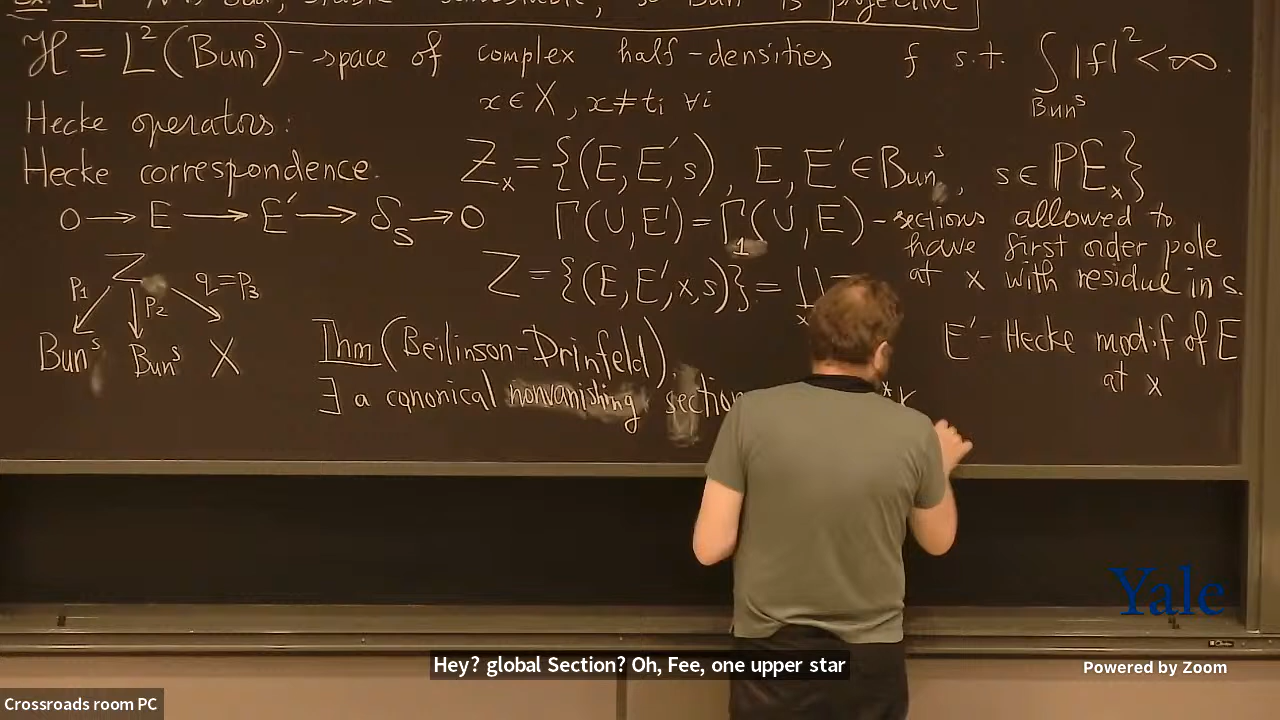 H = L²(Bunˢ) - space of complex half-densities f s.t. ∫_{Bunˢ} |f|² < ∞.
x ∈ X, x ≠ tᵢ ∀i
Hecke operators:
Hecke correspondence.
Zₓ = {(E, E', s), E, E' ∈ Bunˢ, s ∈ ℙEₓ}
0 → E → E' → δₛ → 0
Γ(U, E') = Γ₁(U, E) - sections allowed to
have first order pole
at x with residue in s.
Z = {(E, E', x, s)} =
Z
p₁ p₂ q = p₃
Bunˢ Bunˢ X
E' - Hecke modif of E
at x
Thm (Beilinson-Drinfeld)
∃ a canonical nonvanishing section
Hey? global Section? Oh, Fee, one upper star
Yale
Powered by Zoom
Crossroads room PC